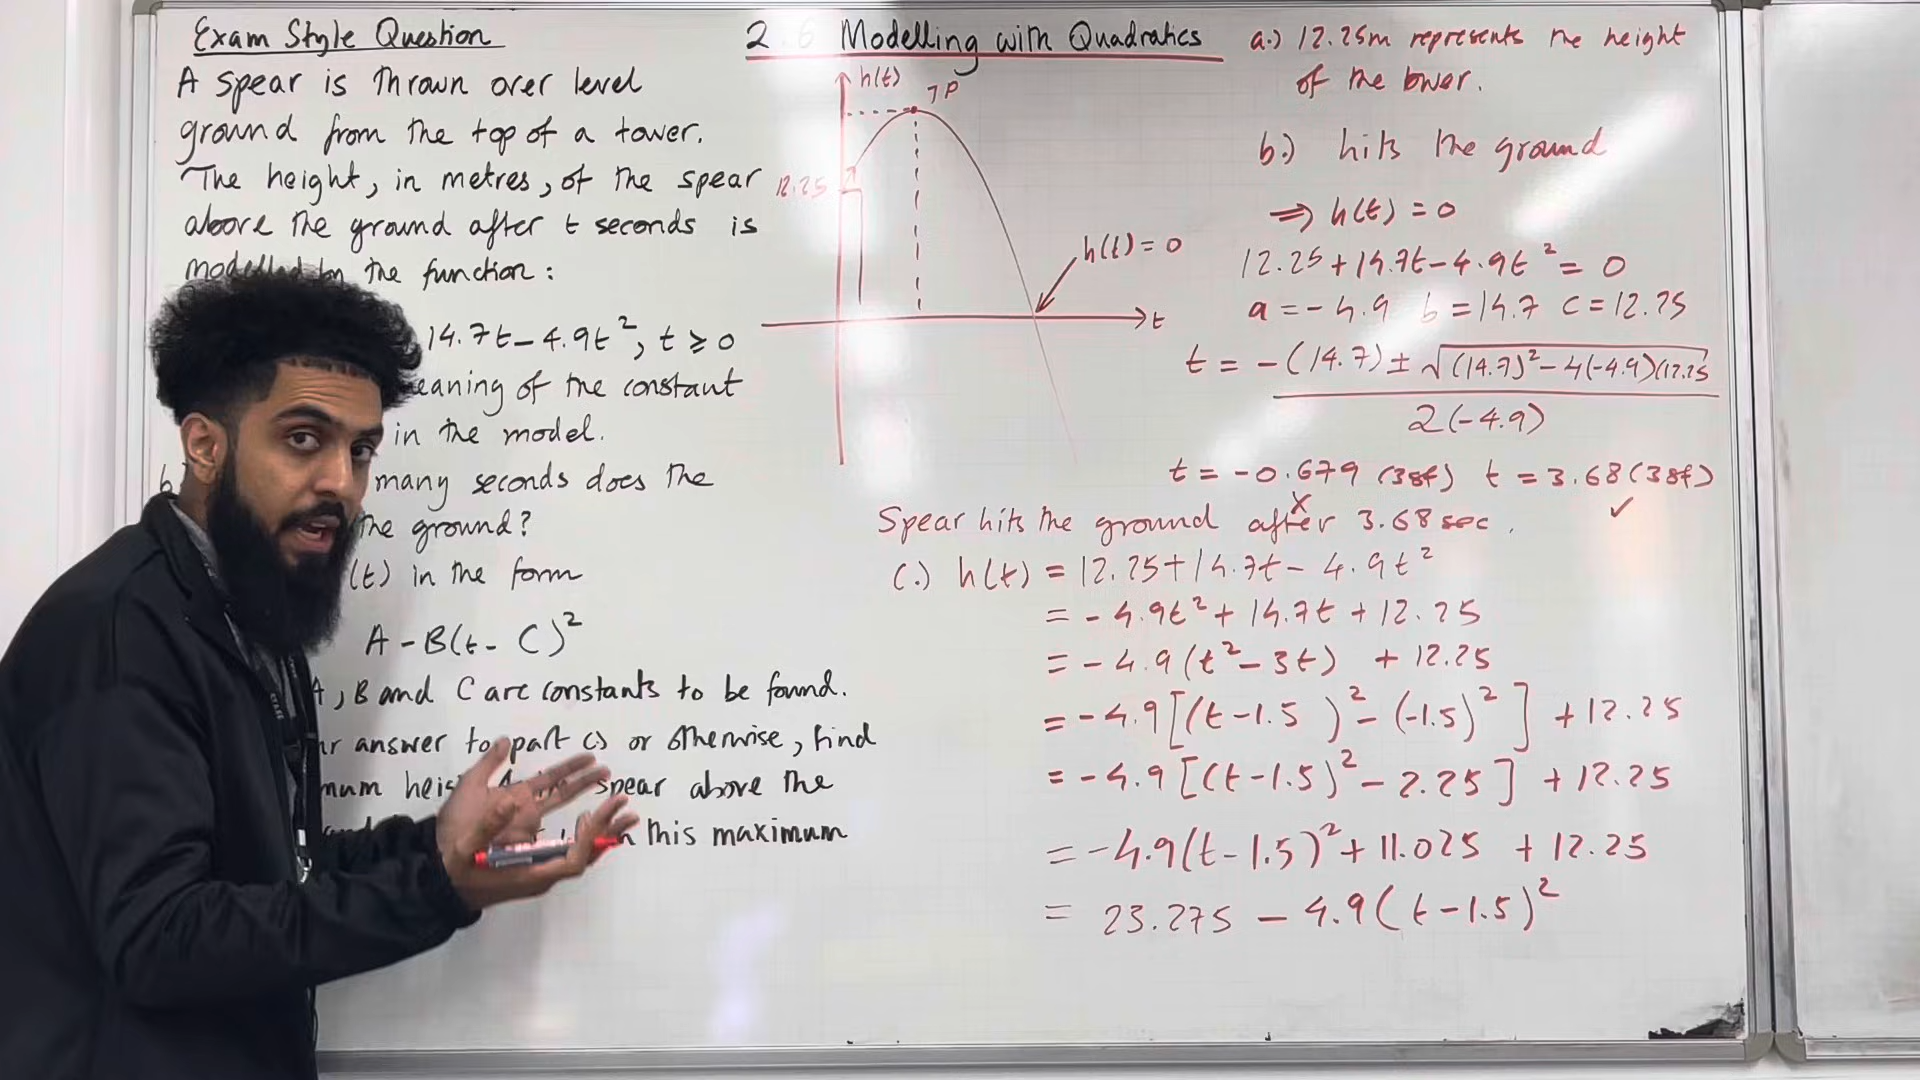 Exam Style Question
A spear is thrown over level
ground from the top of a tower.
The height, in metres, of the spear
above the ground after t seconds is
modelled by the function:
14.7t - 4.9t², t ≥ 0
meaning of the constant
in the model.
many seconds does the
the ground?
(t) in the form
A - B(t - C)²
A, B and C are constants to be found.
answer to part c) or otherwise, find
spear above the
this maximum
2.6 Modelling with Quadratics
h(t)
TP
12.25
h(t) = 0
t
a.) 12.25m represents the height
of the tower.
b.) hits the ground
⇒ h(t) = 0
12.25 + 14.7t - 4.9t² = 0
a = -4.9 b = 14.7 c = 12.25
t = -(14.7) ± √(14.7)² - 4(-4.9)(12.25
2(-4.9)
t = -0.679 (3sf) t = 3.68 (3sf)
x ✓
Spear hits the ground after 3.68 sec.
c.) h(t) = 12.25 + 14.7t - 4.9t²
= -4.9t² + 14.7t + 12.25
= -4.9(t² - 3t) + 12.25
= -4.9[(t - 1.5 )² - (-1.5)² ] + 12.25
= -4.9[(t - 1.5)² - 2.25] + 12.25
= -4.9(t - 1.5)² + 11.025 + 12.25
= 23.275 - 4.9(t - 1.5)²